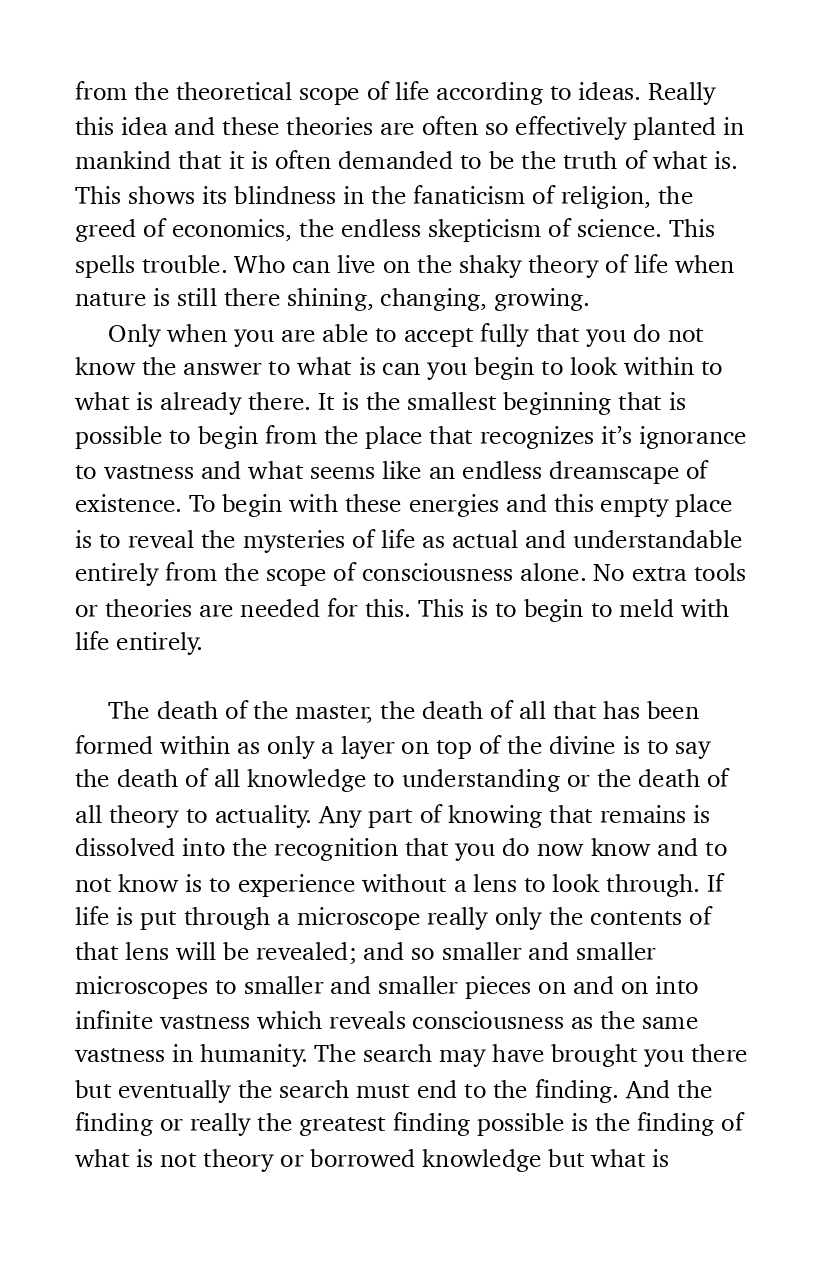 from the theoretical scope of life according to ideas. Really
this idea and these theories are often so effectively planted in
mankind that it is often demanded to be the truth of what is.
This shows its blindness in the fanaticism of religion, the
greed of economics, the endless skepticism of science. This
spells trouble. Who can live on the shaky theory of life when
nature is still there shining, changing, growing.
Only when you are able to accept fully that you do not
know the answer to what is can you begin to look within to
what is already there. It is the smallest beginning that is
possible to begin from the place that recognizes it’s ignorance
to vastness and what seems like an endless dreamscape of
existence. To begin with these energies and this empty place
is to reveal the mysteries of life as actual and understandable
entirely from the scope of consciousness alone. No extra tools
or theories are needed for this. This is to begin to meld with
life entirely.
The death of the master, the death of all that has been
formed within as only a layer on top of the divine is to say
the death of all knowledge to understanding or the death of
all theory to actuality. Any part of knowing that remains is
dissolved into the recognition that you do now know and to
not know is to experience without a lens to look through. If
life is put through a microscope really only the contents of
that lens will be revealed; and so smaller and smaller
microscopes to smaller and smaller pieces on and on into
infinite vastness which reveals consciousness as the same
vastness in humanity. The search may have brought you there
but eventually the search must end to the finding. And the
finding or really the greatest finding possible is the finding of
what is not theory or borrowed knowledge but what is